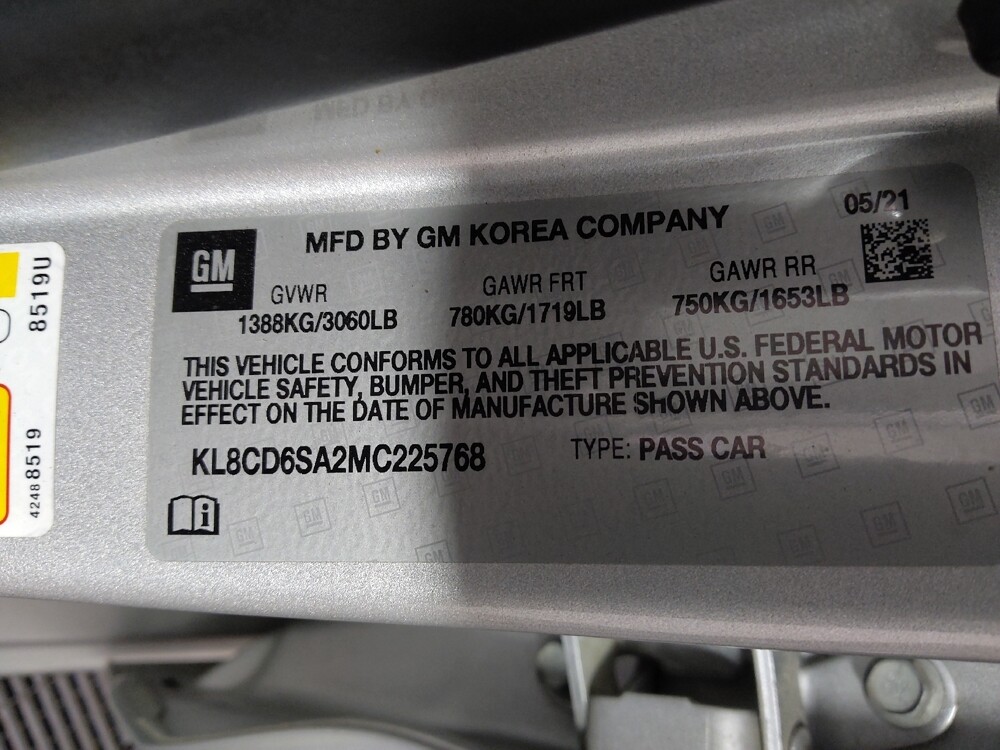 GM
MFD BY GM KOREA COMPANY
05/21
GVWR
GAWR FRT
GAWR RR
1388KG/3060LB
780KG/1719LB
750KG/1653LB
THIS VEHICLE CONFORMS TO ALL APPLICABLE U.S. FEDERAL MOTOR
VEHICLE SAFETY, BUMPER, AND THEFT PREVENTION STANDARDS IN
EFFECT ON THE DATE OF MANUFACTURE SHOWN ABOVE.
KL8CD6SA2MC225768
TYPE: PASS CAR
8519U
42488519